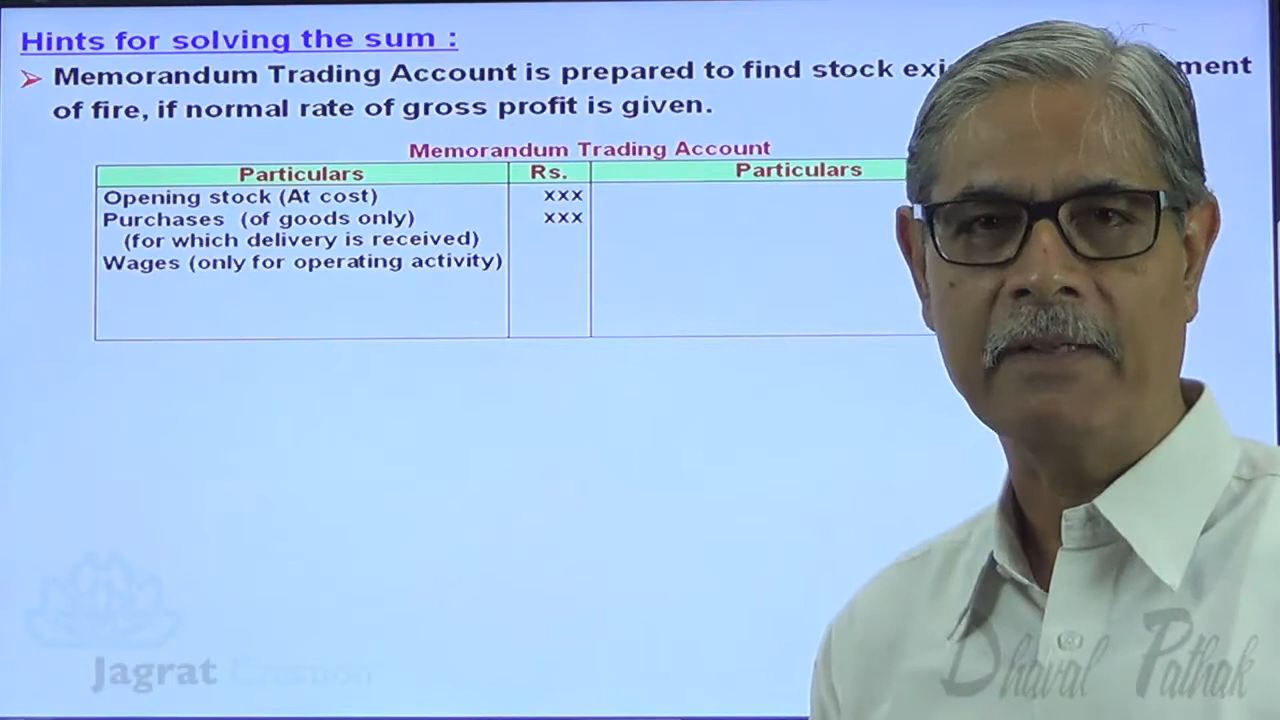 Hints for solving the sum :
➢ Memorandum Trading Account is prepared to find stock exi ment
of fire, if normal rate of gross profit is given.
Memorandum Trading Account
Particulars Rs. Particulars
Opening stock (At cost) xxx
Purchases (of goods only) xxx
(for which delivery is received)
Wages (only for operating activity)
Jagrat Creation
Dhaval Pathak